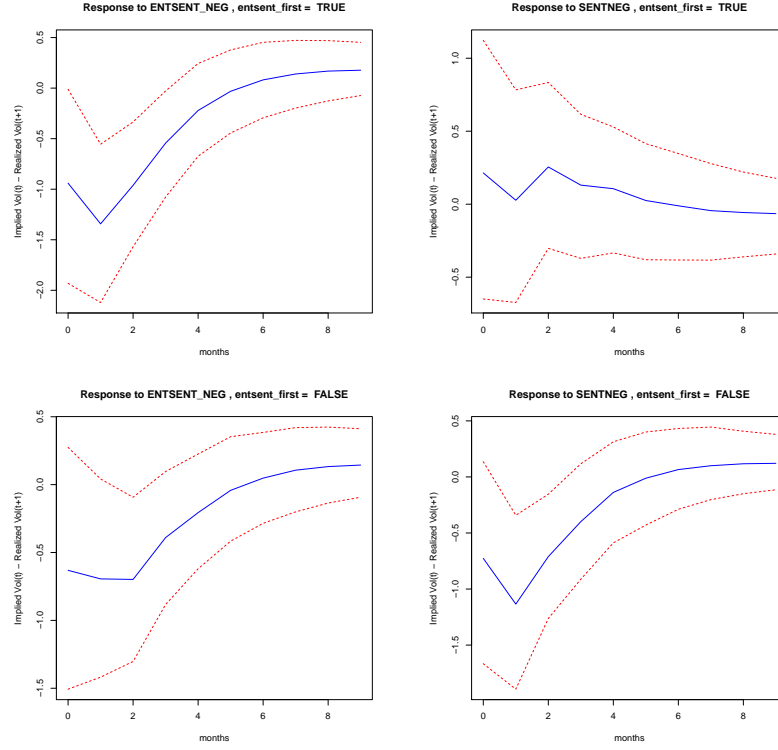 Response to ENTSENT_NEG , entsent_first = TRUE
Implied Vol(t) − Realized Vol(t+1)
0.5
0.0
−0.5
−1.0
−1.5
−2.0
0 2 4 6 8
months
Response to SENTNEG, entsent_first = TRUE
Implied Vol(t) − Realized Vol(t+1)
1.0
0.5
0.0
−0.5
0 2 4 6 8
months
Response to ENTSENT_NEG , entsent_first = FALSE
Implied Vol(t) − Realized Vol(t+1)
0.5
0.0
−0.5
−1.0
−1.5
0 2 4 6 8
months
Response to SENTNEG, entsent_first = FALSE
Implied Vol(t) − Realized Vol(t+1)
0.5
0.0
−0.5
−1.0
−1.5
0 2 4 6 8
months